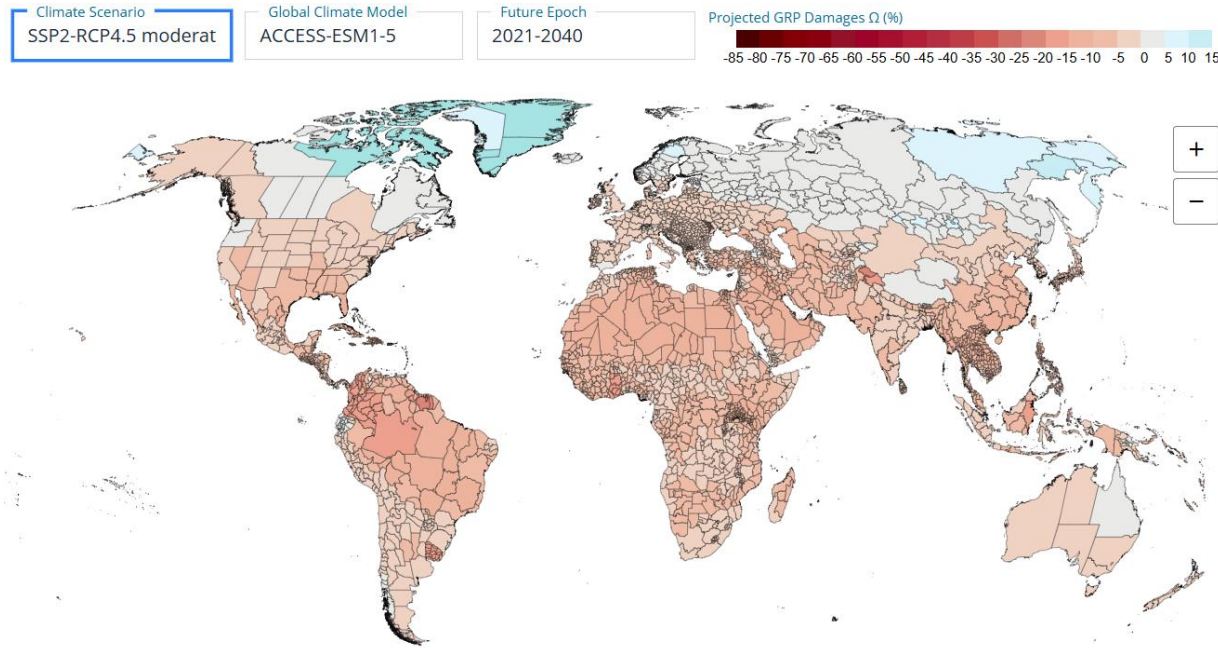 Climate Scenario
SSP2-RCP4.5 moderat
Global Climate Model
ACCESS-ESM1-5
Future Epoch
2021-2040
Projected GRP Damages Ω (%)
-85 -80 -75 -70 -65 -60 -55 -50 -45 -40 -35 -30 -25 -20 -15 -10 -5 0 5 10 15
+
−